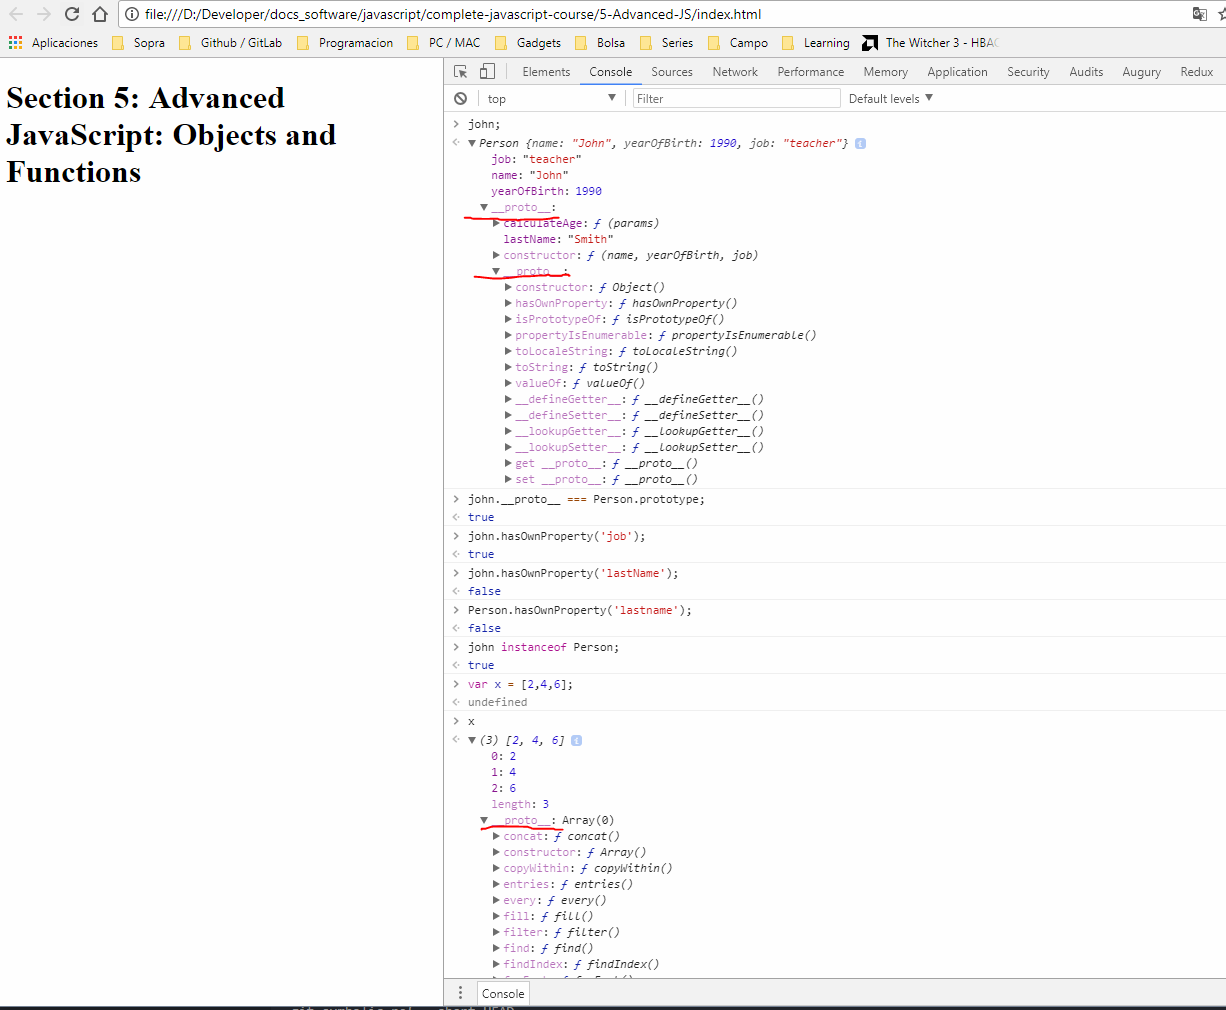 file:///D:/Developer/docs_software/javascript/complete-javascript-course/5-Advanced-JS/index.html
Aplicaciones Sopra Github / GitLab Programacion PC / MAC Gadgets Bolsa Series Campo Learning The Witcher 3 - HBAC
Section 5: Advanced
JavaScript: Objects and
Functions
Elements Console Sources Network Performance Memory Application Security Audits Augury Redux
top Filter Default levels
john;
Person {name: "John", yearOfBirth: 1990, job: "teacher"}
job: "teacher"
name: "John"
yearOfBirth: 1990
__proto__:
calculateAge: ƒ (params)
lastName: "Smith"
constructor: ƒ (name, yearOfBirth, job)
__proto__:
constructor: ƒ Object()
hasOwnProperty: ƒ hasOwnProperty()
isPrototypeOf: ƒ isPrototypeOf()
propertyIsEnumerable: ƒ propertyIsEnumerable()
toLocaleString: ƒ toLocaleString()
toString: ƒ toString()
valueOf: ƒ valueOf()
__defineGetter__: ƒ __defineGetter__()
__defineSetter__: ƒ __defineSetter__()
__lookupGetter__: ƒ __lookupGetter__()
__lookupSetter__: ƒ __lookupSetter__()
get __proto__: ƒ __proto__()
set __proto__: ƒ __proto__()
john.__proto__ === Person.prototype;
true
john.hasOwnProperty('job');
true
john.hasOwnProperty('lastName');
false
Person.hasOwnProperty('lastname');
false
john instanceof Person;
true
var x = [2,4,6];
undefined
x
(3) [2, 4, 6]
0: 2
1: 4
2: 6
length: 3
__proto__: Array(0)
concat: ƒ concat()
constructor: ƒ Array()
copyWithin: ƒ copyWithin()
entries: ƒ entries()
every: ƒ every()
fill: ƒ fill()
filter: ƒ filter()
find: ƒ find()
findIndex: ƒ findIndex()
Console